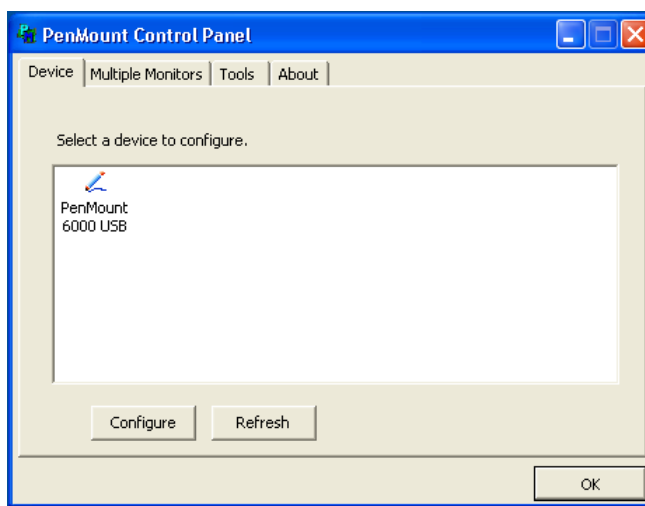 PenMount Control Panel
Device Multiple Monitors Tools About
Select a device to configure.
PenMount
6000 USB
Configure Refresh
OK